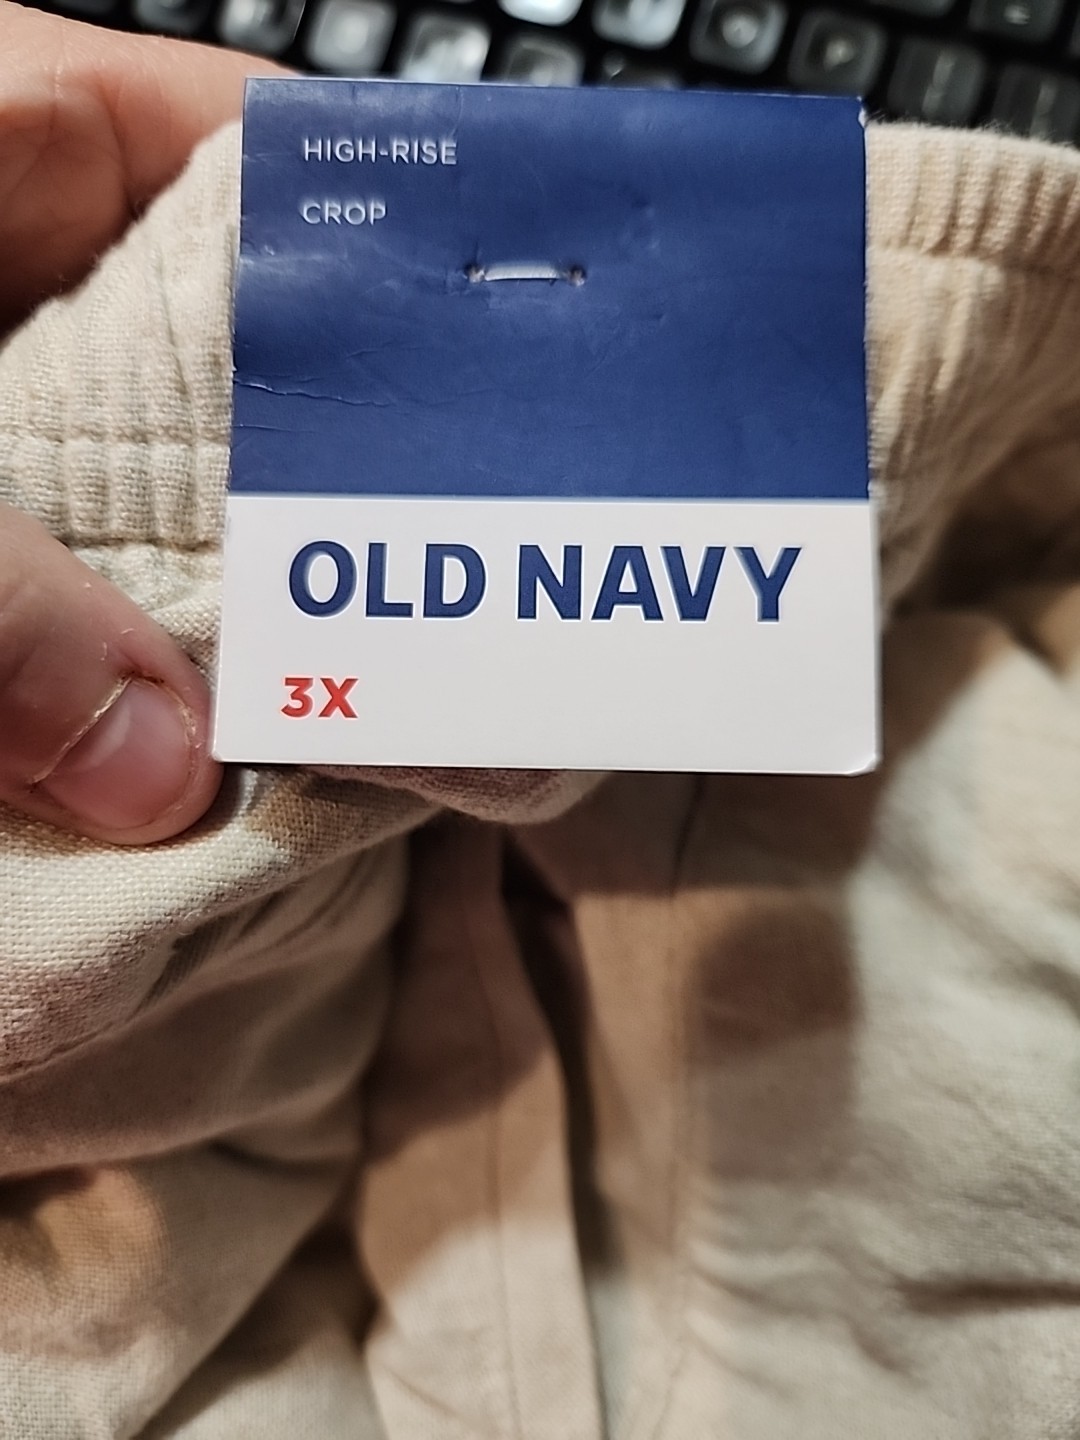 HIGH-RISE
CROP
OLD NAVY
3X